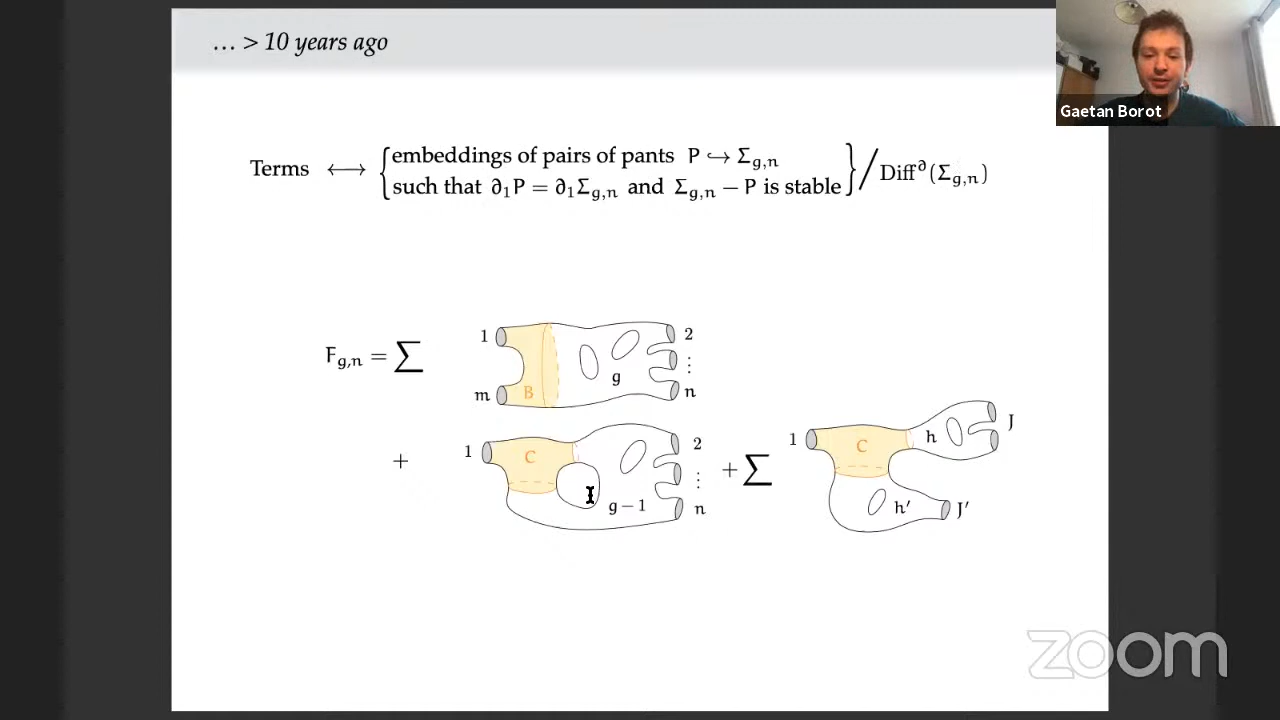 … > 10 years ago
Gaetan Borot
Terms ⟷ { embeddings of pairs of pants P ↪ Σg,n
such that ∂₁P = ∂₁Σg,n and Σg,n − P is stable } / Diff^∂(Σg,n)
1
2
⋮
Fg,n = ∑
g
m
B
n
J
1
h
1
C
2
C
+
+ ∑
⋮
g − 1
n
h′
J′
zoom